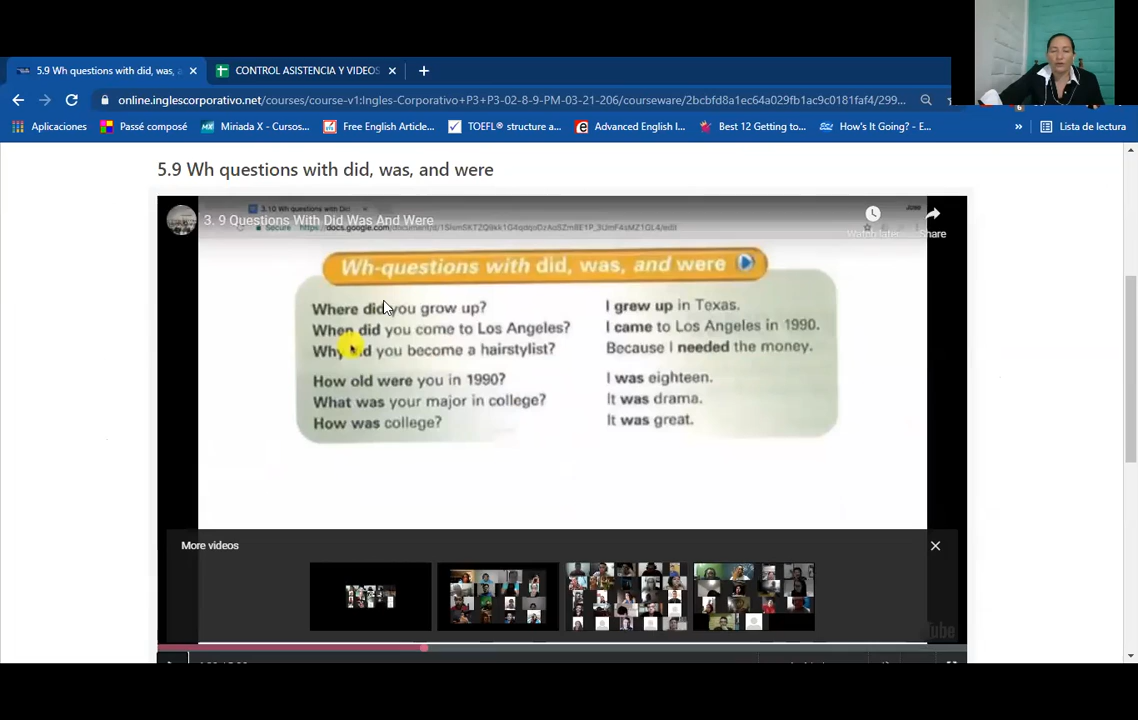 5.9 Wh questions with did, was, a
CONTROL ASISTENCIA Y VIDEOS
online.inglescorporativo.net/courses/course-v1:Ingles-Corporativo+P3+P3-02-8-9-PM-03-21-206/courseware/2bcbfd8a1ec64a029fb1ac9c0181faf4/299...
Aplicaciones
Passé composé
Miriada X - Cursos...
Free English Article...
TOEFL® structure a...
Advanced English I...
Best 12 Getting to...
How's It Going? - E...
»
Lista de lectura
5.9 Wh questions with did, was, and were
3. 9 Questions With Did Was And Were
Secure
Watch later
Share
Wh-questions with did, was, and were
Where did you grow up?
I grew up in Texas.
When did you come to Los Angeles?
I came to Los Angeles in 1990.
Why did you become a hairstylist?
Because I needed the money.
How old were you in 1990?
I was eighteen.
What was your major in college?
It was drama.
How was college?
It was great.
More videos